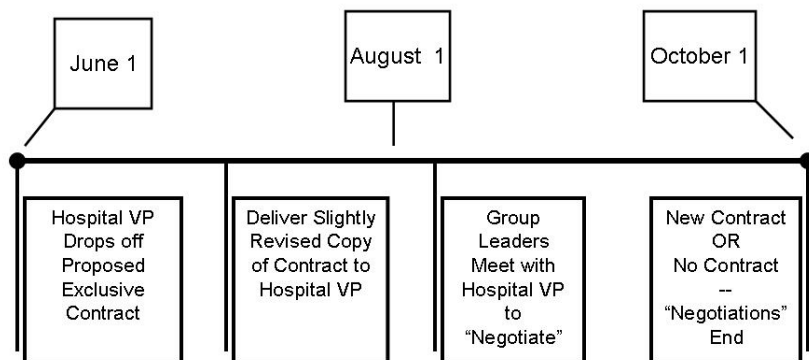 June 1
August 1
October 1
Hospital VP
Drops off
Proposed
Exclusive
Contract
Deliver Slightly
Revised Copy
of Contract to
Hospital VP
Group
Leaders
Meet with
Hospital VP
to
“Negotiate”
New Contract
OR
No Contract
--
“Negotiations”
End